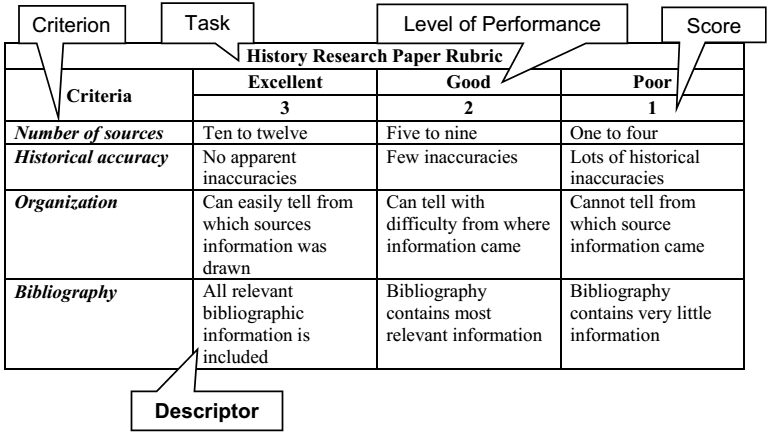 Criterion
Task
Level of Performance
Score
History Research Paper Rubric
Criteria
Excellent
Good
Poor
3
2
1
Number of sources
Ten to twelve
Five to nine
One to four
Historical accuracy
No apparent
inaccuracies
Few inaccuracies
Lots of historical
inaccuracies
Organization
Can easily tell from
which sources
information was
drawn
Can tell with
difficulty from where
information came
Cannot tell from
which source
information came
Bibliography
All relevant
bibliographic
information is
included
Bibliography
contains most
relevant information
Bibliography
contains very little
information
Descriptor